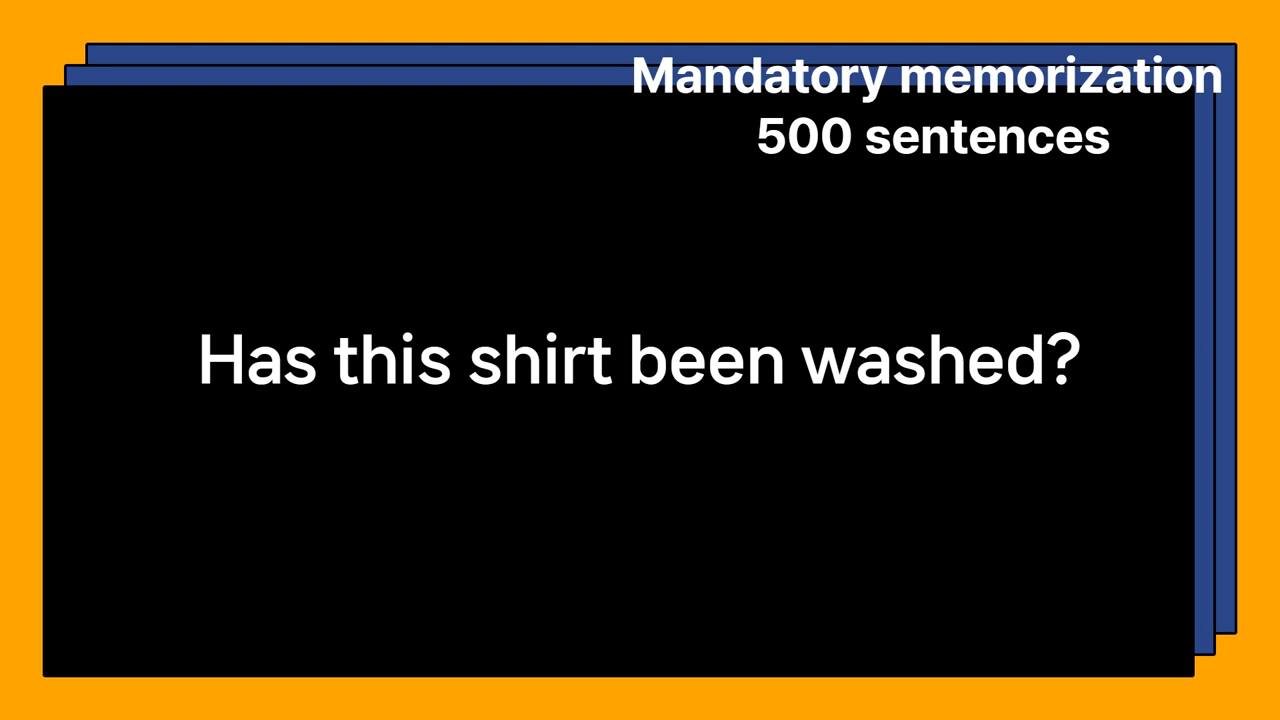 Mandatory memorization
500 sentences
Has this shirt been washed?